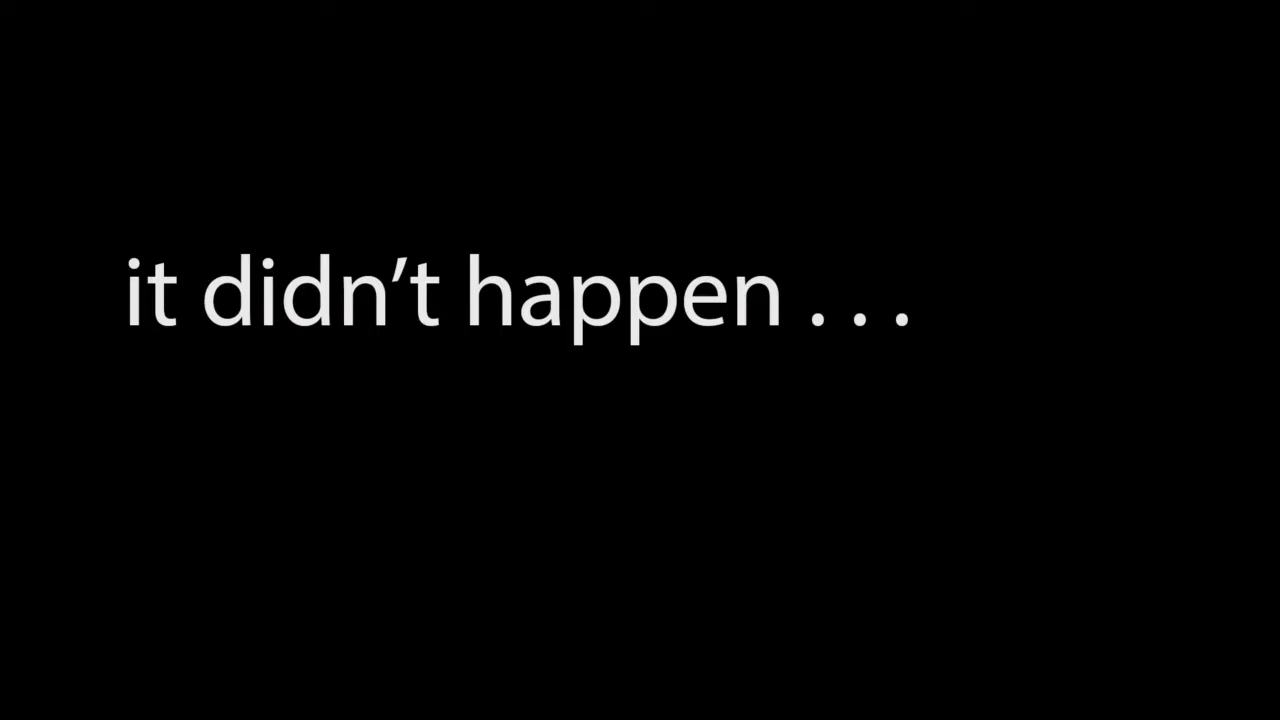 it didn’t happen . . .